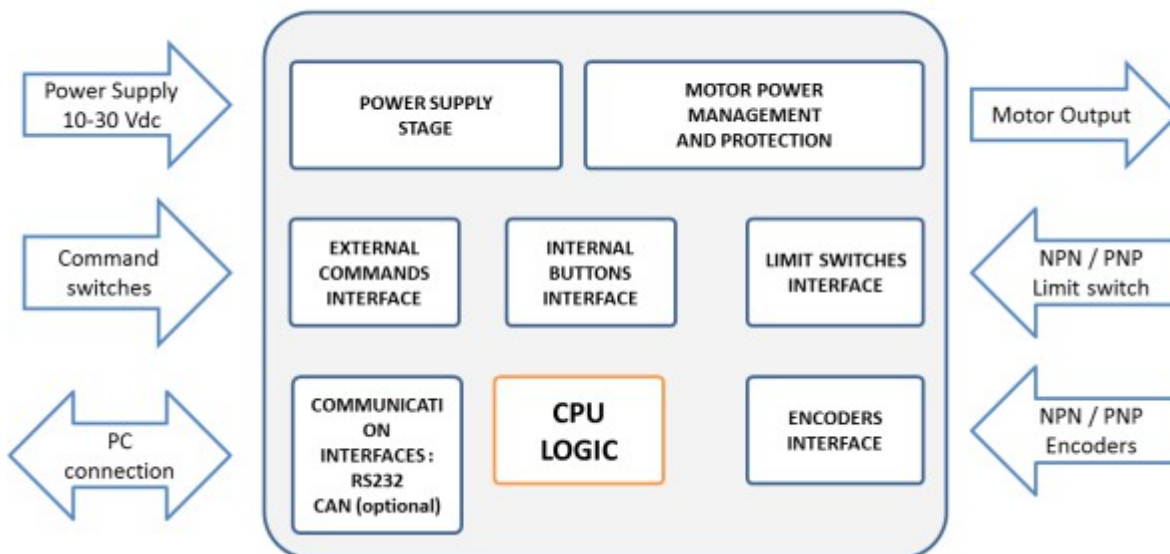 Power Supply
10-30 Vdc
POWER SUPPLY
STAGE
MOTOR POWER
MANAGEMENT
AND PROTECTION
Motor Output
Command
switches
EXTERNAL
COMMANDS
INTERFACE
INTERNAL
BUTTONS
INTERFACE
LIMIT SWITCHES
INTERFACE
NPN / PNP
Limit switch
PC
connection
COMMUNICATI
ON
INTERFACES :
RS232
CAN (optional)
CPU
LOGIC
ENCODERS
INTERFACE
NPN / PNP
Encoders